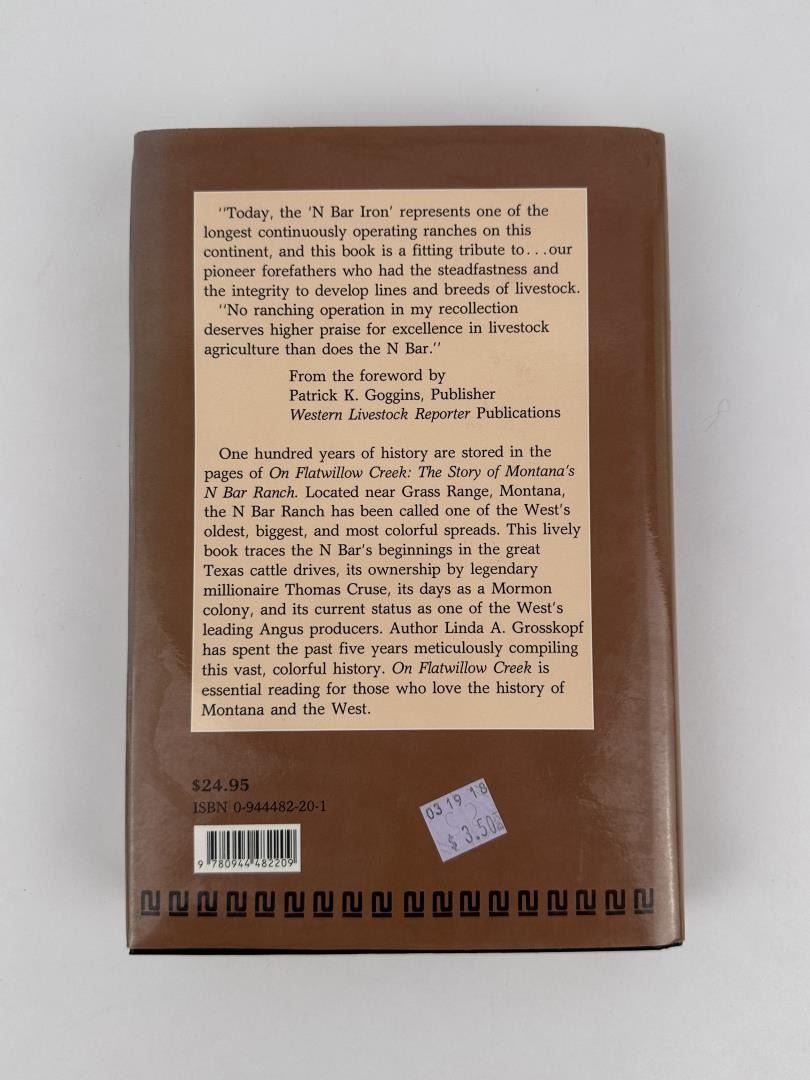 ''Today, the 'N Bar Iron' represents one of the
longest continuously operating ranches on this
continent, and this book is a fitting tribute to...our
pioneer forefathers who had the steadfastness and
the integrity to develop lines and breeds of livestock.
''No ranching operation in my recollection
deserves higher praise for excellence in livestock
agriculture than does the N Bar.''
From the foreword by
Patrick K. Goggins, Publisher
Western Livestock Reporter Publications
One hundred years of history are stored in the
pages of On Flatwillow Creek: The Story of Montana's
N Bar Ranch. Located near Grass Range, Montana,
the N Bar Ranch has been called one of the West's
oldest, biggest, and most colorful spreads. This lively
book traces the N Bar's beginnings in the great
Texas cattle drives, its ownership by legendary
millionaire Thomas Cruse, its days as a Mormon
colony, and its current status as one of the West's
leading Angus producers. Author Linda A. Grosskopf
has spent the past five years meticulously compiling
this vast, colorful history. On Flatwillow Creek is
essential reading for those who love the history of
Montana and the West.
$24.95
ISBN 0-944482-20-1
9 780944 482209
03 19 18
$ 3.50